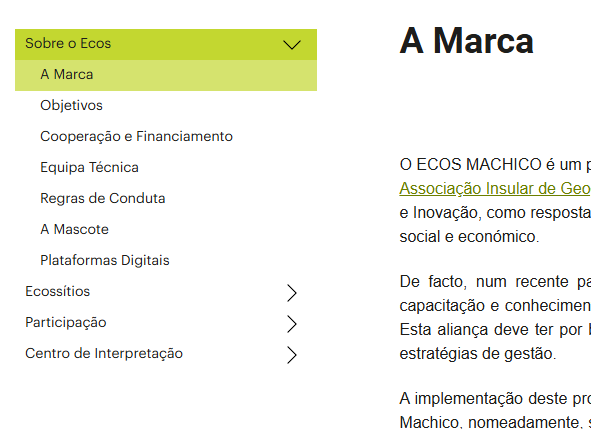 Sobre o Ecos
A Marca
Objetivos
Cooperação e Financiamento
Equipa Técnica
Regras de Conduta
A Mascote
Plataformas Digitais
Ecossítios
Participação
Centro de Interpretação
A Marca
O ECOS MACHICO é um
Associação Insular de
e Inovação, como resposta
social e económico.
De facto, num recente
capacitação e
Esta aliança deve ter por
estratégias de gestão.
A implementação deste
Machico, nomeadamente,